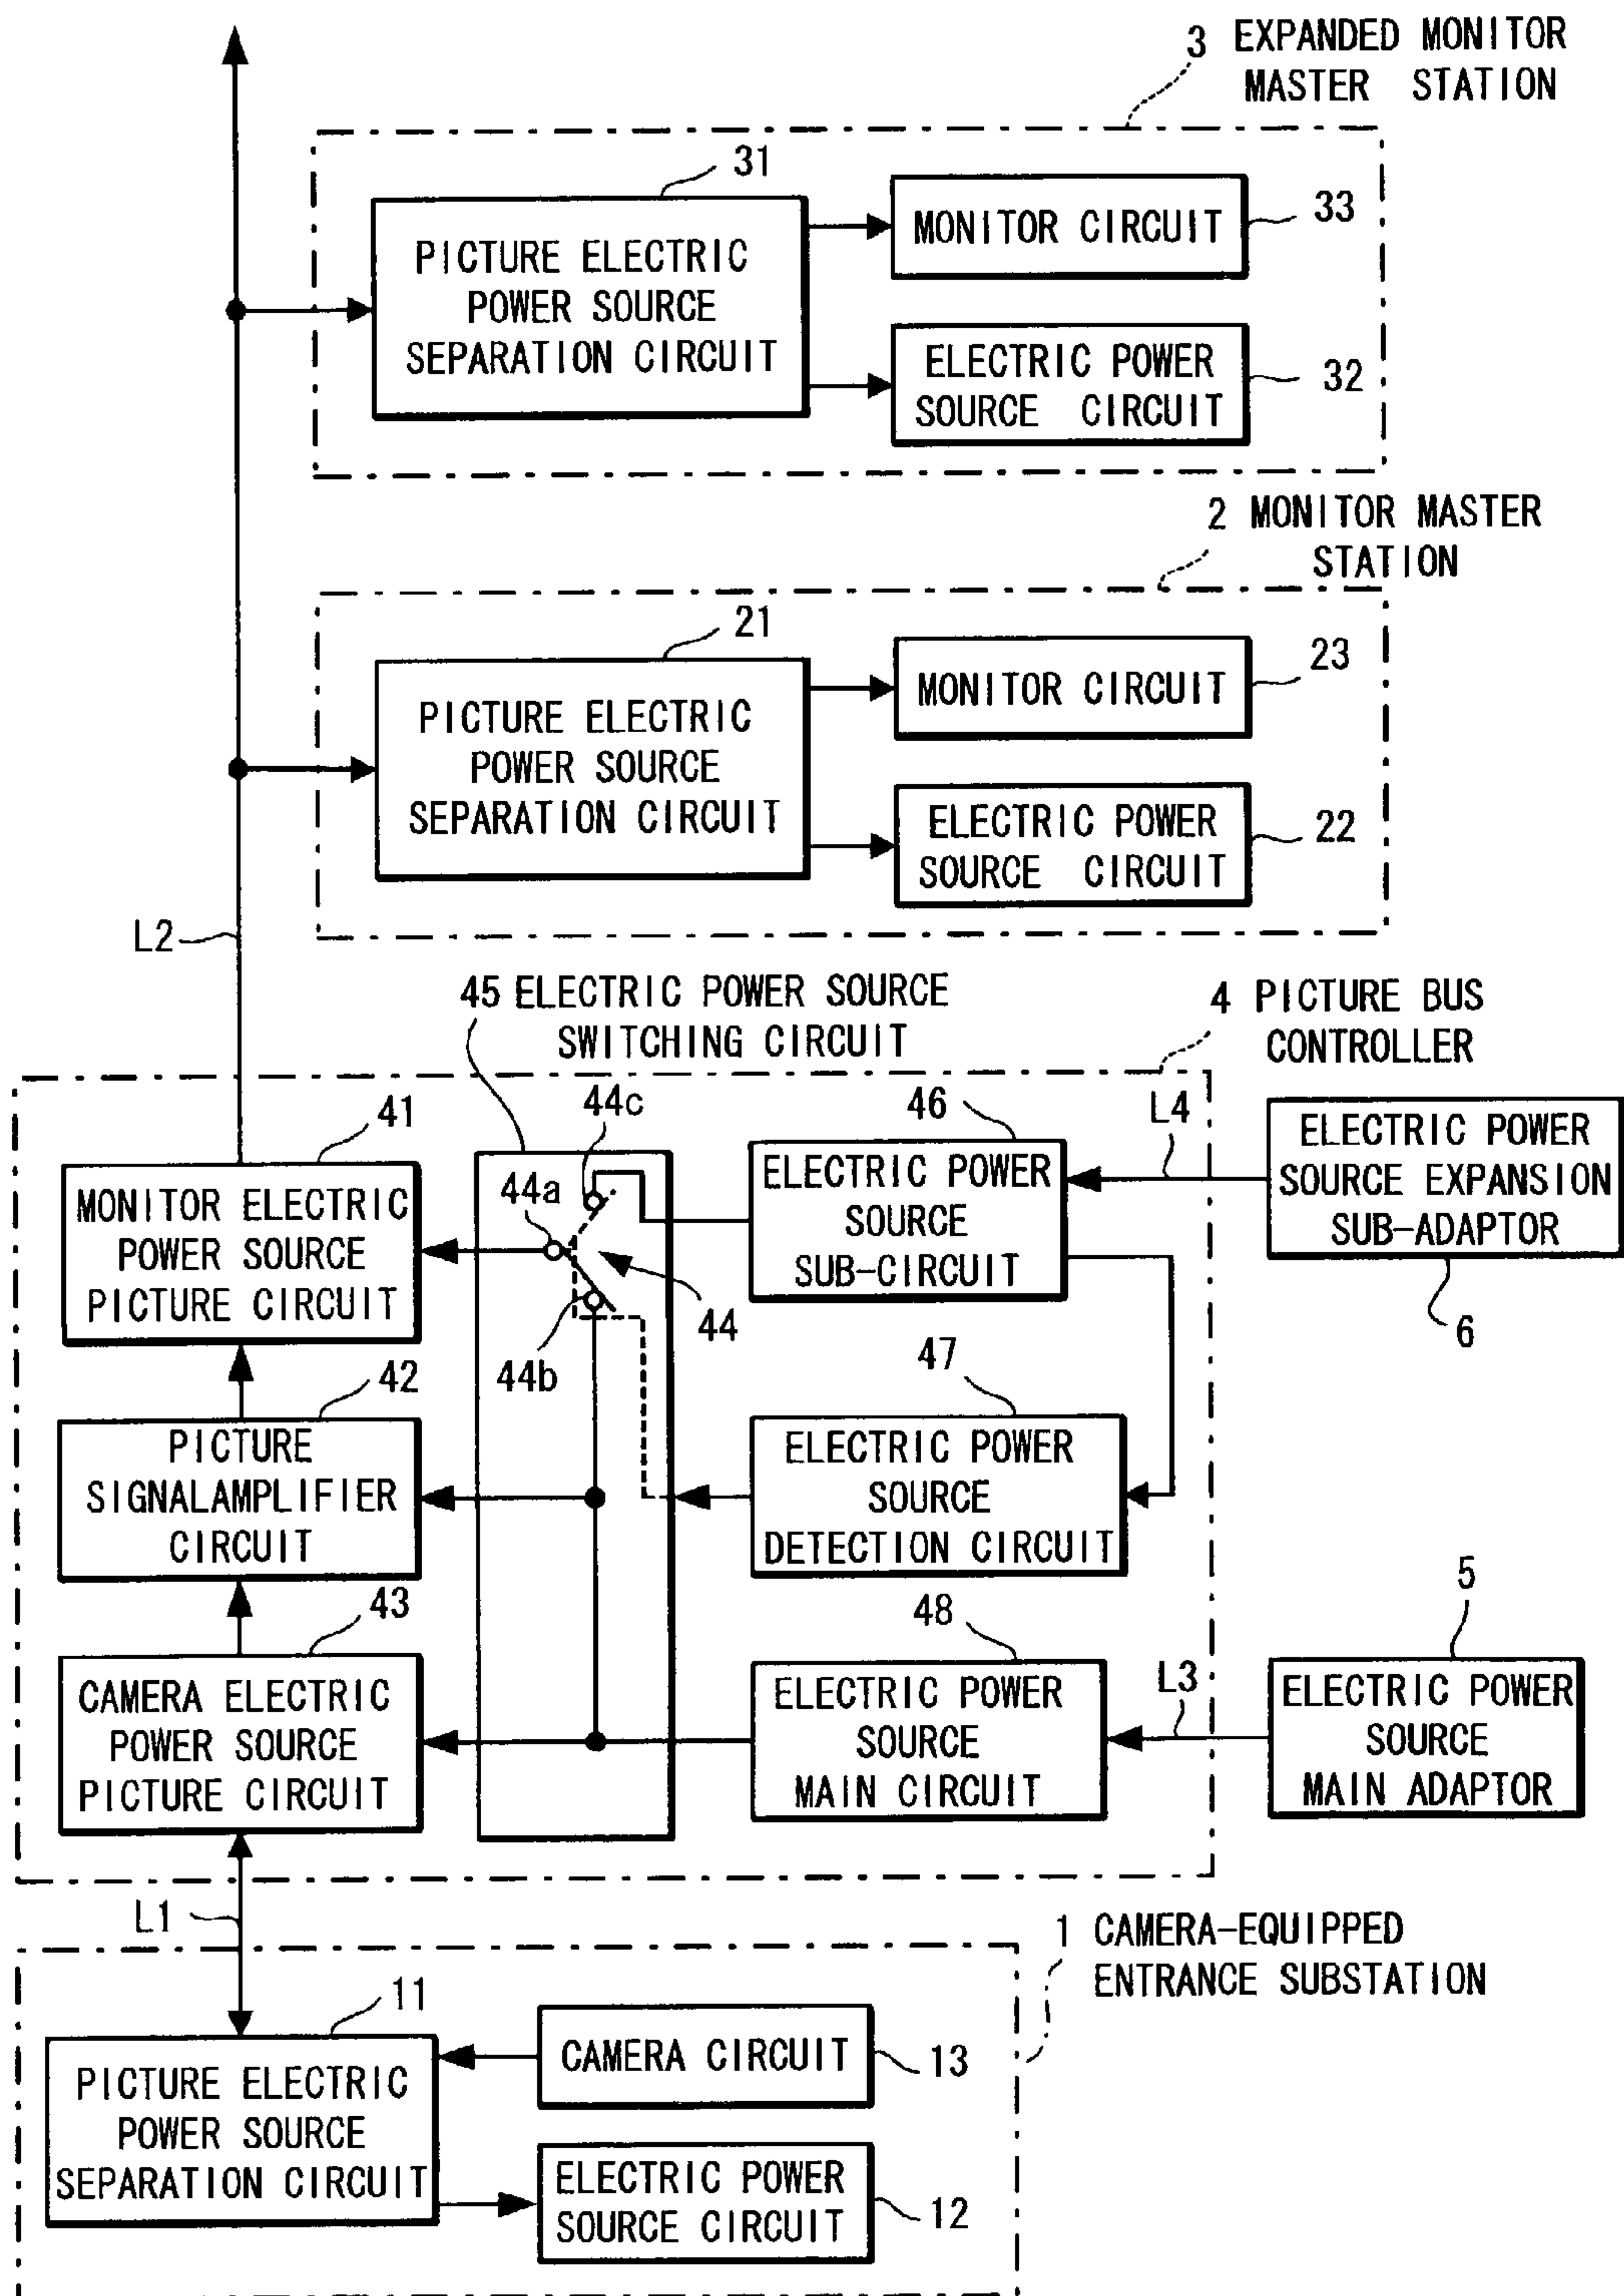 3 EXPANDED MONITOR
MASTER STATION
31
PICTURE ELECTRIC
POWER SOURCE
SEPARATION CIRCUIT
MONITOR CIRCUIT
33
ELECTRIC POWER
SOURCE CIRCUIT
32
2 MONITOR MASTER
STATION
21
PICTURE ELECTRIC
POWER SOURCE
SEPARATION CIRCUIT
MONITOR CIRCUIT
23
ELECTRIC POWER
SOURCE CIRCUIT
22
L2
45 ELECTRIC POWER SOURCE
SWITCHING CIRCUIT
4 PICTURE BUS
CONTROLLER
41
MONITOR ELECTRIC
POWER SOURCE
PICTURE CIRCUIT
44c
44a
44b
44
46
ELECTRIC POWER
SOURCE
SUB-CIRCUIT
L4
ELECTRIC POWER
SOURCE EXPANSION
SUB-ADAPTOR
6
42
PICTURE
SIGNALAMPLIFIER
CIRCUIT
47
ELECTRIC POWER
SOURCE
DETECTION CIRCUIT
43
CAMERA ELECTRIC
POWER SOURCE
PICTURE CIRCUIT
48
ELECTRIC POWER
SOURCE
MAIN CIRCUIT
L3
5
ELECTRIC POWER
SOURCE
MAIN ADAPTOR
L1
1 CAMERA-EQUIPPED
ENTRANCE SUBSTATION
11
PICTURE ELECTRIC
POWER SOURCE
SEPARATION CIRCUIT
CAMERA CIRCUIT
13
ELECTRIC POWER
SOURCE CIRCUIT
12